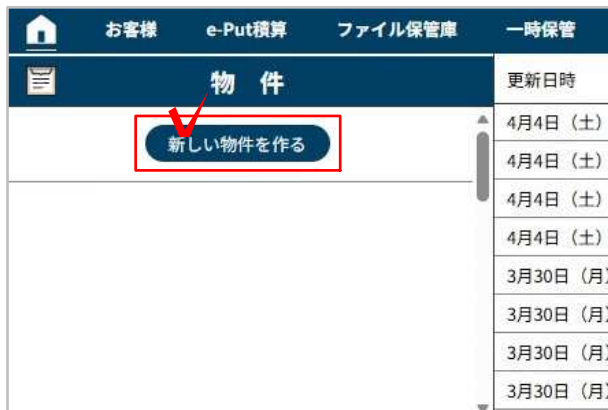 お客様 e-Put積算 ファイル保管庫 一時保管
物 件
新しい物件を作る
更新日時
4月4日（土）
4月4日（土）
4月4日（土）
4月4日（土）
3月30日（月）
3月30日（月）
3月30日（月）
3月30日（月）